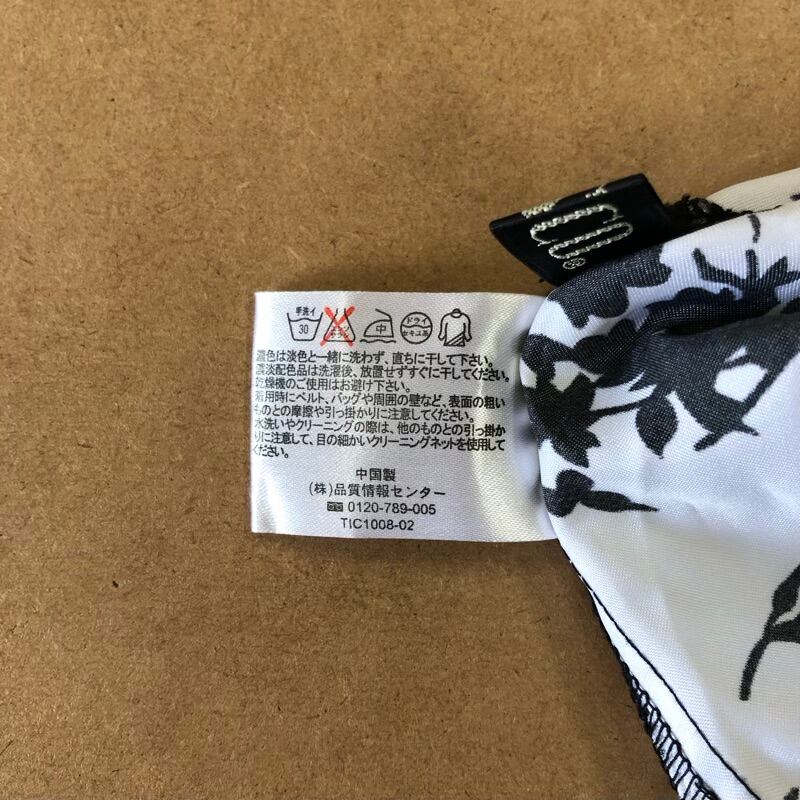 手洗イ 30 エンソ サラシ 中 ドライ セキユ系
濃色は淡色と一緒に洗わず、直ちに干して下さい。
濃淡配色品は洗濯後、放置せずすぐに干してください。
乾燥機のご使用はお避け下さい。
着用時にベルト、バッグや周囲の壁など、表面の粗い
ものとの摩擦や引っ掛かりに注意してください。
水洗いやクリーニングの際は、他のものとの引っ掛か
りに注意して、目の細かいクリーニングネットを使用して
ください。
中国製
(株)品質情報センター
0120-789-005
TIC1008-02